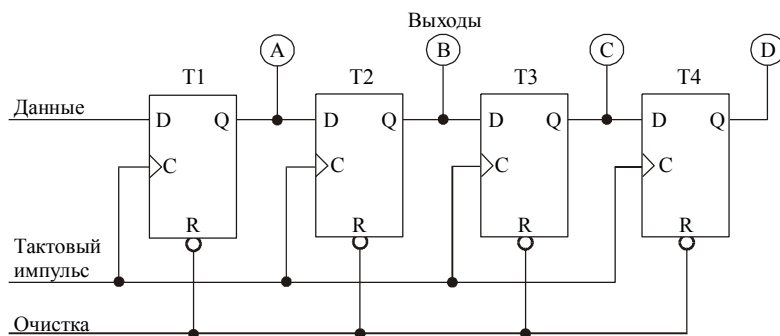 Выходы
A
B
C
D
T1
T2
T3
T4
Данные
D Q
D Q
D Q
D Q
C
C
C
C
R
R
R
R
Тактовый
импульс
Очистка